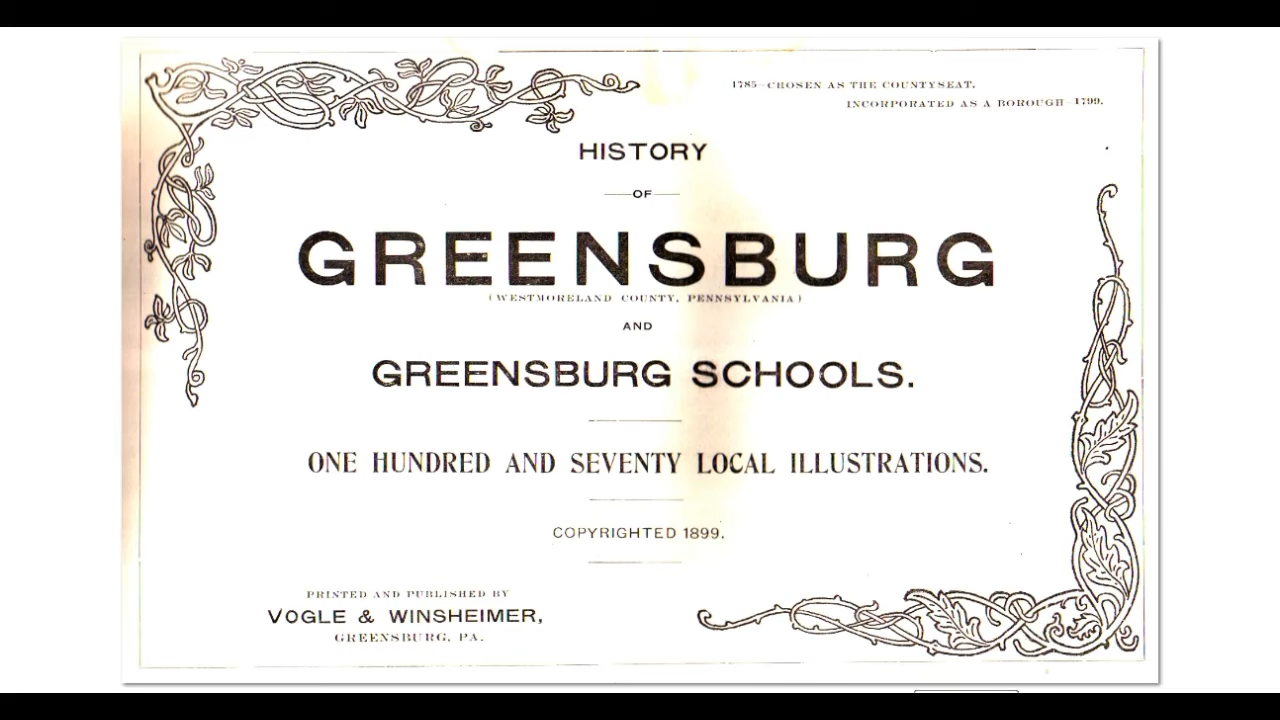 1785—CHOSEN AS THE COUNTYSEAT.
INCORPORATED AS A BOROUGH—1799.
HISTORY
—OF—
GREENSBURG
(WESTMORELAND COUNTY, PENNSYLVANIA)
AND
GREENSBURG SCHOOLS.
ONE HUNDRED AND SEVENTY LOCAL ILLUSTRATIONS.
COPYRIGHTED 1899.
PRINTED AND PUBLISHED BY
VOGLE & WINSHEIMER,
GREENSBURG, PA.